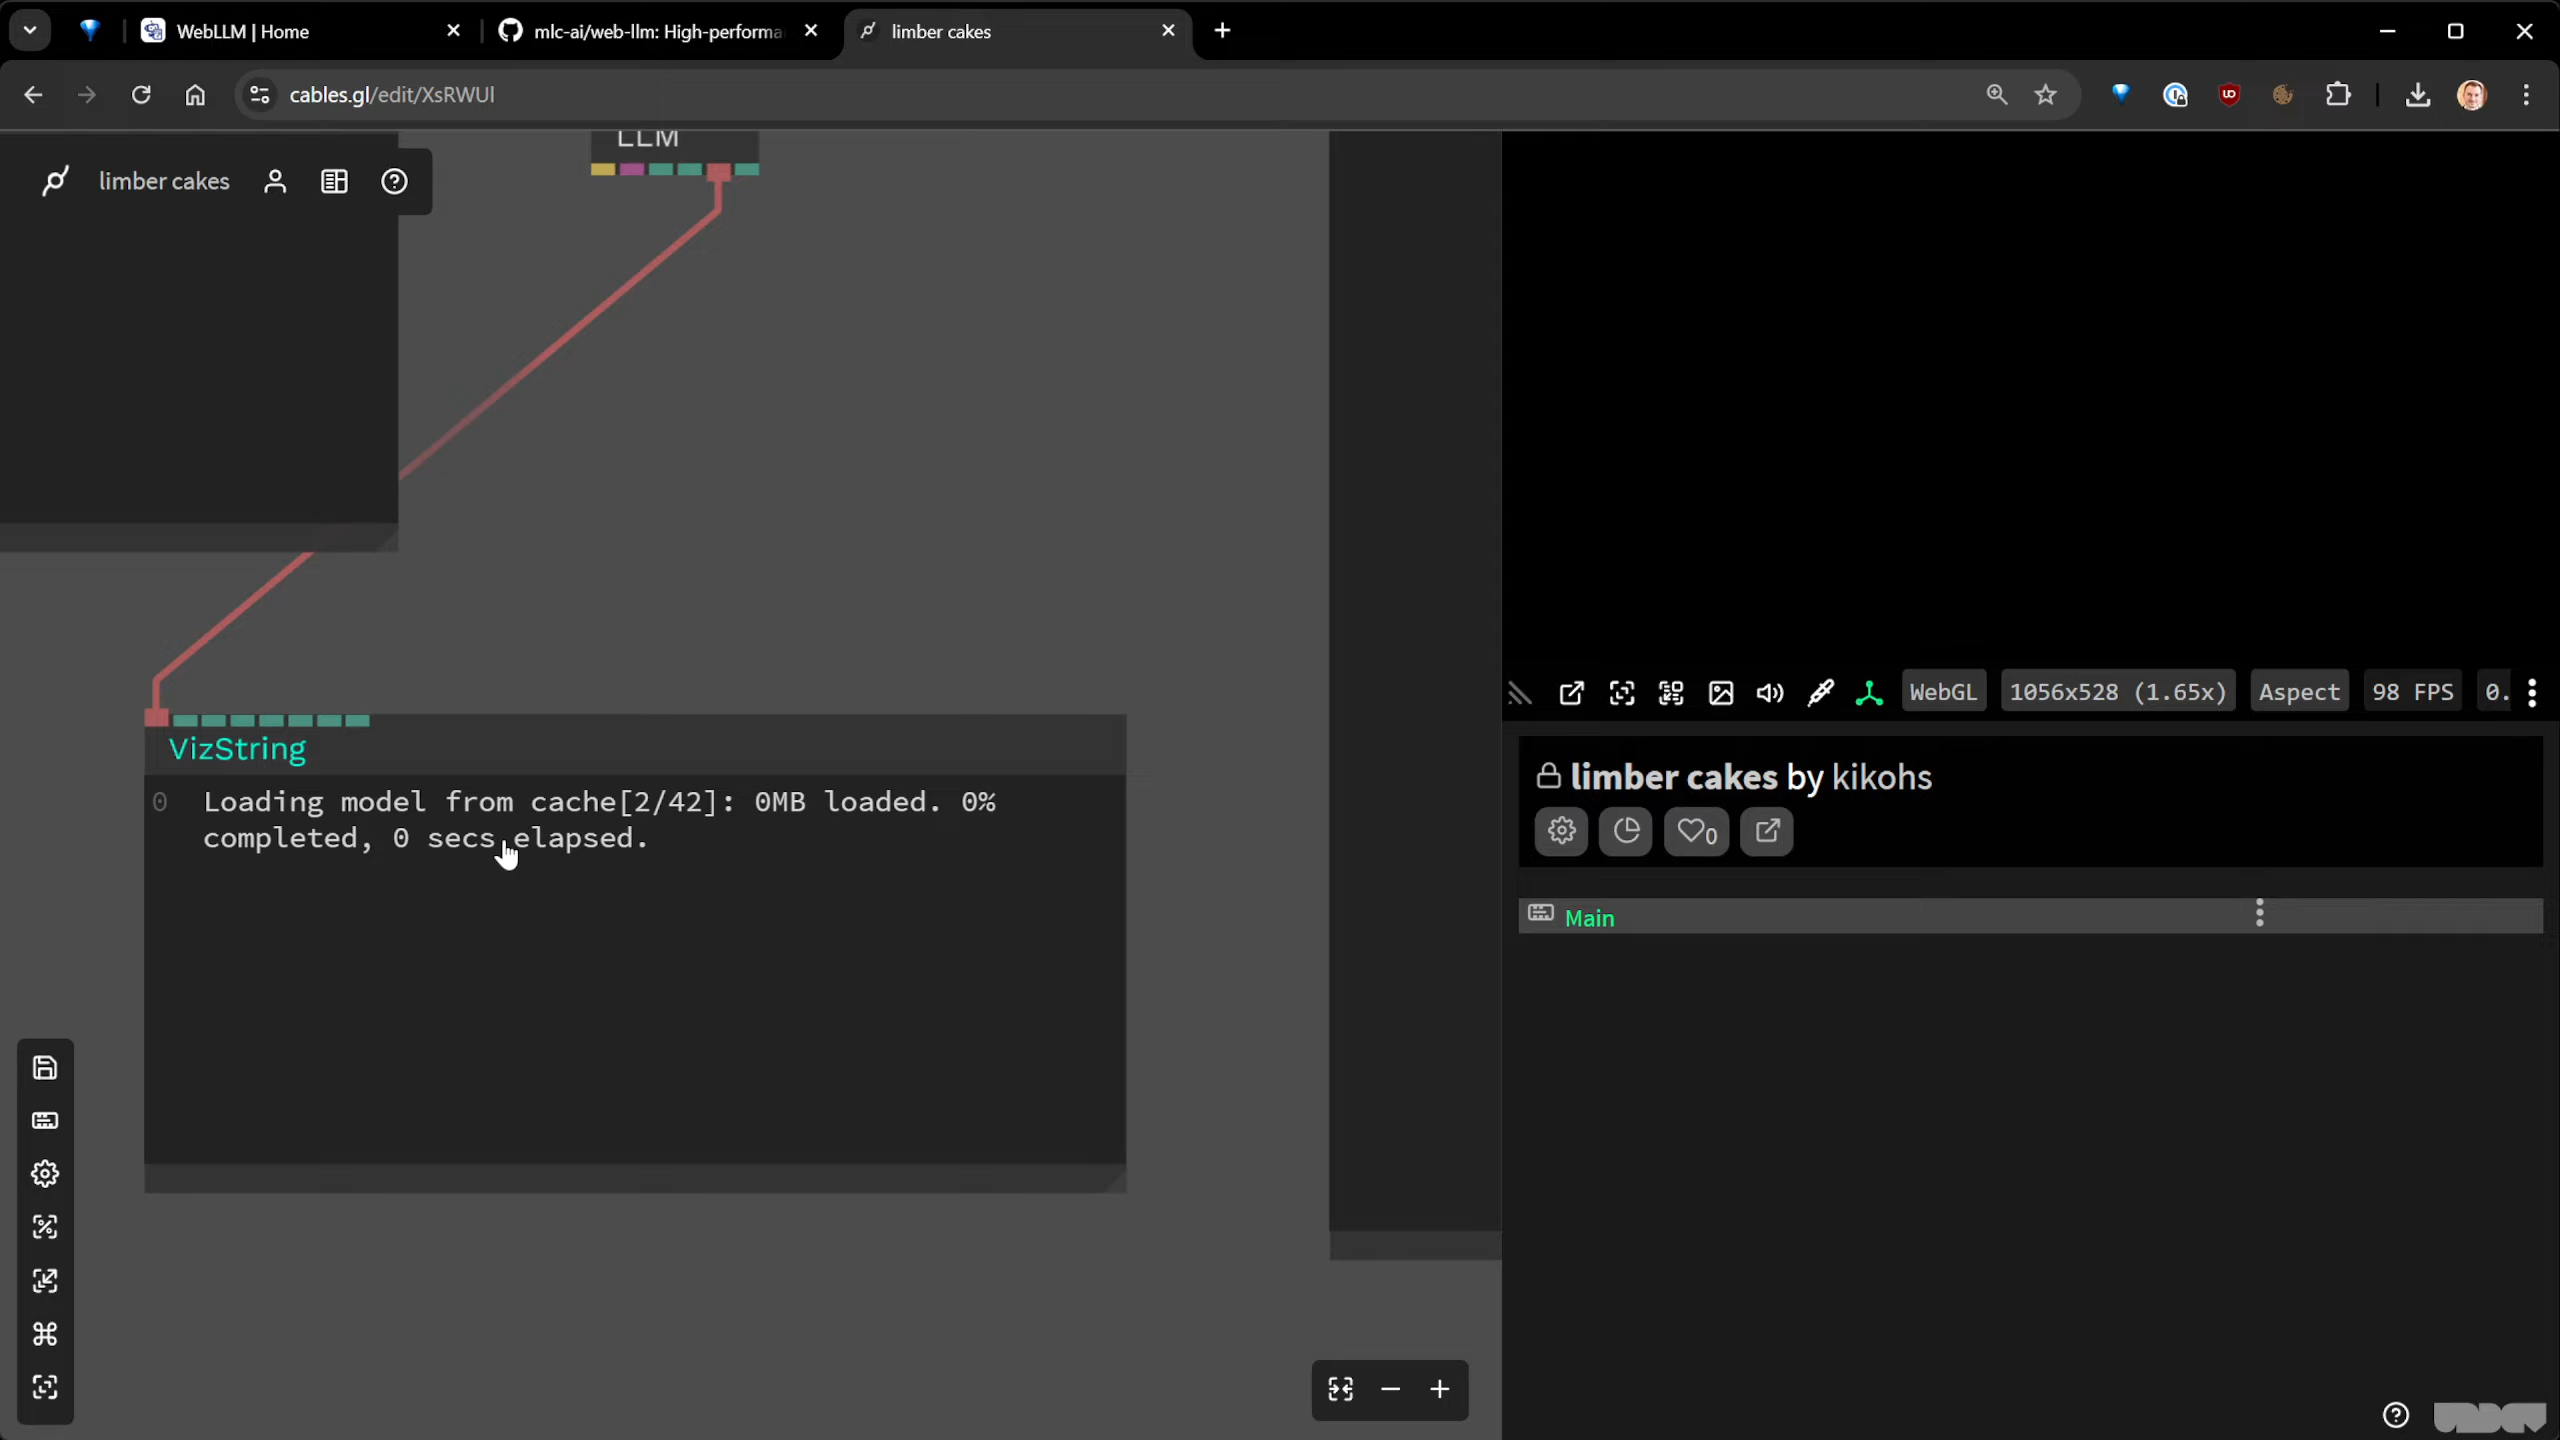 WebLLM | Home
mlc-ai/web-llm: High-performa
limber cakes
cables.gl/edit/XsRWUl
LLM
limber cakes
WebGL
1056x528 (1.65x)
Aspect
98 FPS
0.
VizString
0 Loading model from cache[2/42]: 0MB loaded. 0%
completed, 0 secs elapsed.
limber cakes by kikohs
0
Main